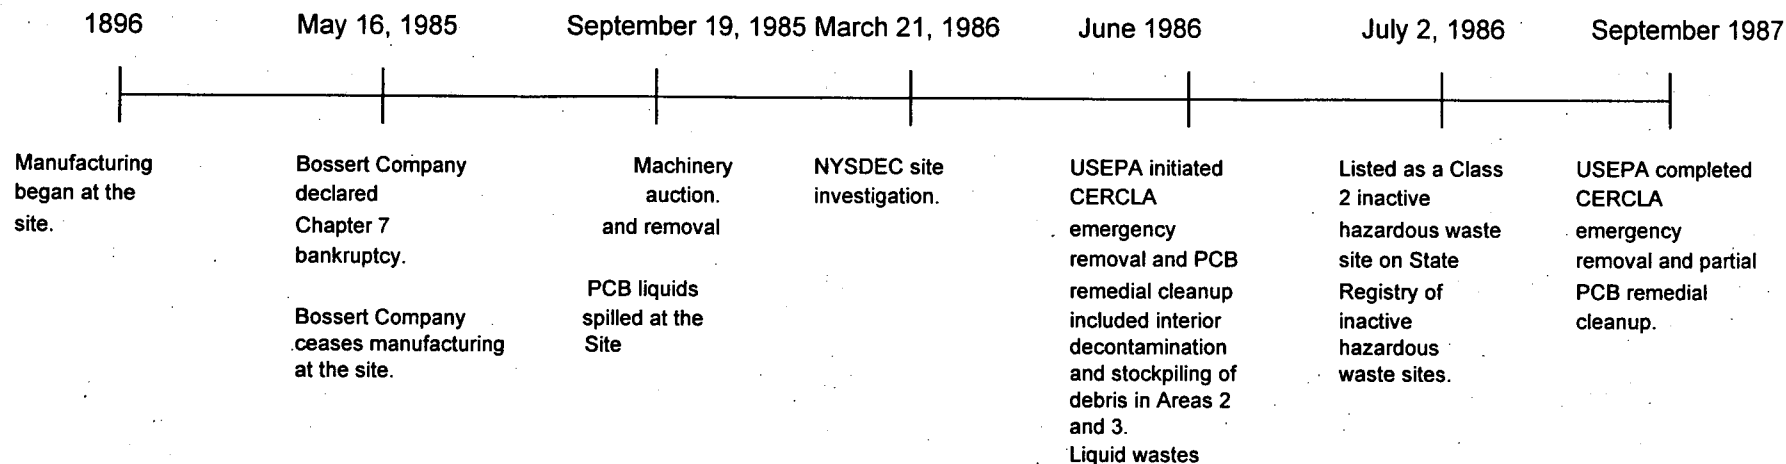 1896
May 16, 1985
September 19, 1985
March 21, 1986
June 1986
July 2, 1986
September 1987
Manufacturing
began at the
site.
Bossert Company
declared
Chapter 7
bankruptcy.
Bossert Company
ceases manufacturing
at the site.
Machinery
auction.
and removal
PCB liquids
spilled at the
Site
NYSDEC site
investigation.
USEPA initiated
CERCLA
emergency
removal and PCB
remedial cleanup
included interior
decontamination
and stockpiling of
debris in Areas 2
and 3.
Liquid wastes
Listed as a Class
2 inactive
hazardous waste
site on State
Registry of
inactive
hazardous
waste sites.
USEPA completed
CERCLA
emergency
removal and partial
PCB remedial
cleanup.